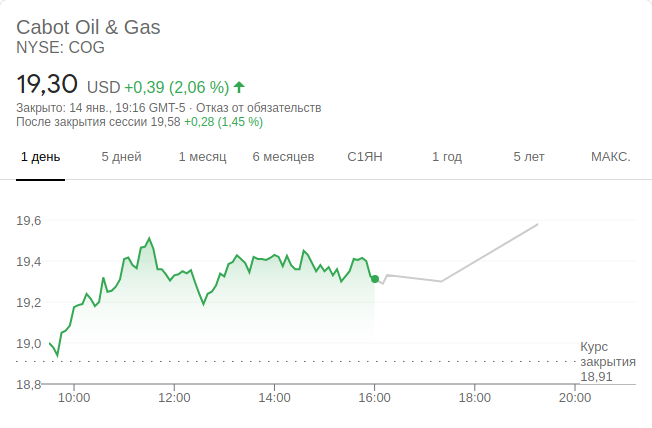 Cabot Oil & Gas
NYSE: COG
19,30 USD +0,39 (2,06 %)
Закрыто: 14 янв., 19:16 GMT-5 · Отказ от обязательств
После закрытия сессии 19,58 +0,28 (1,45 %)
1 день 5 дней 1 месяц 6 месяцев С1ЯН 1 год 5 лет МАКС.
19,6
19,4
19,2
19,0
Курс
закрытия
18,91
18,8
10:00 12:00 14:00 16:00 18:00 20:00